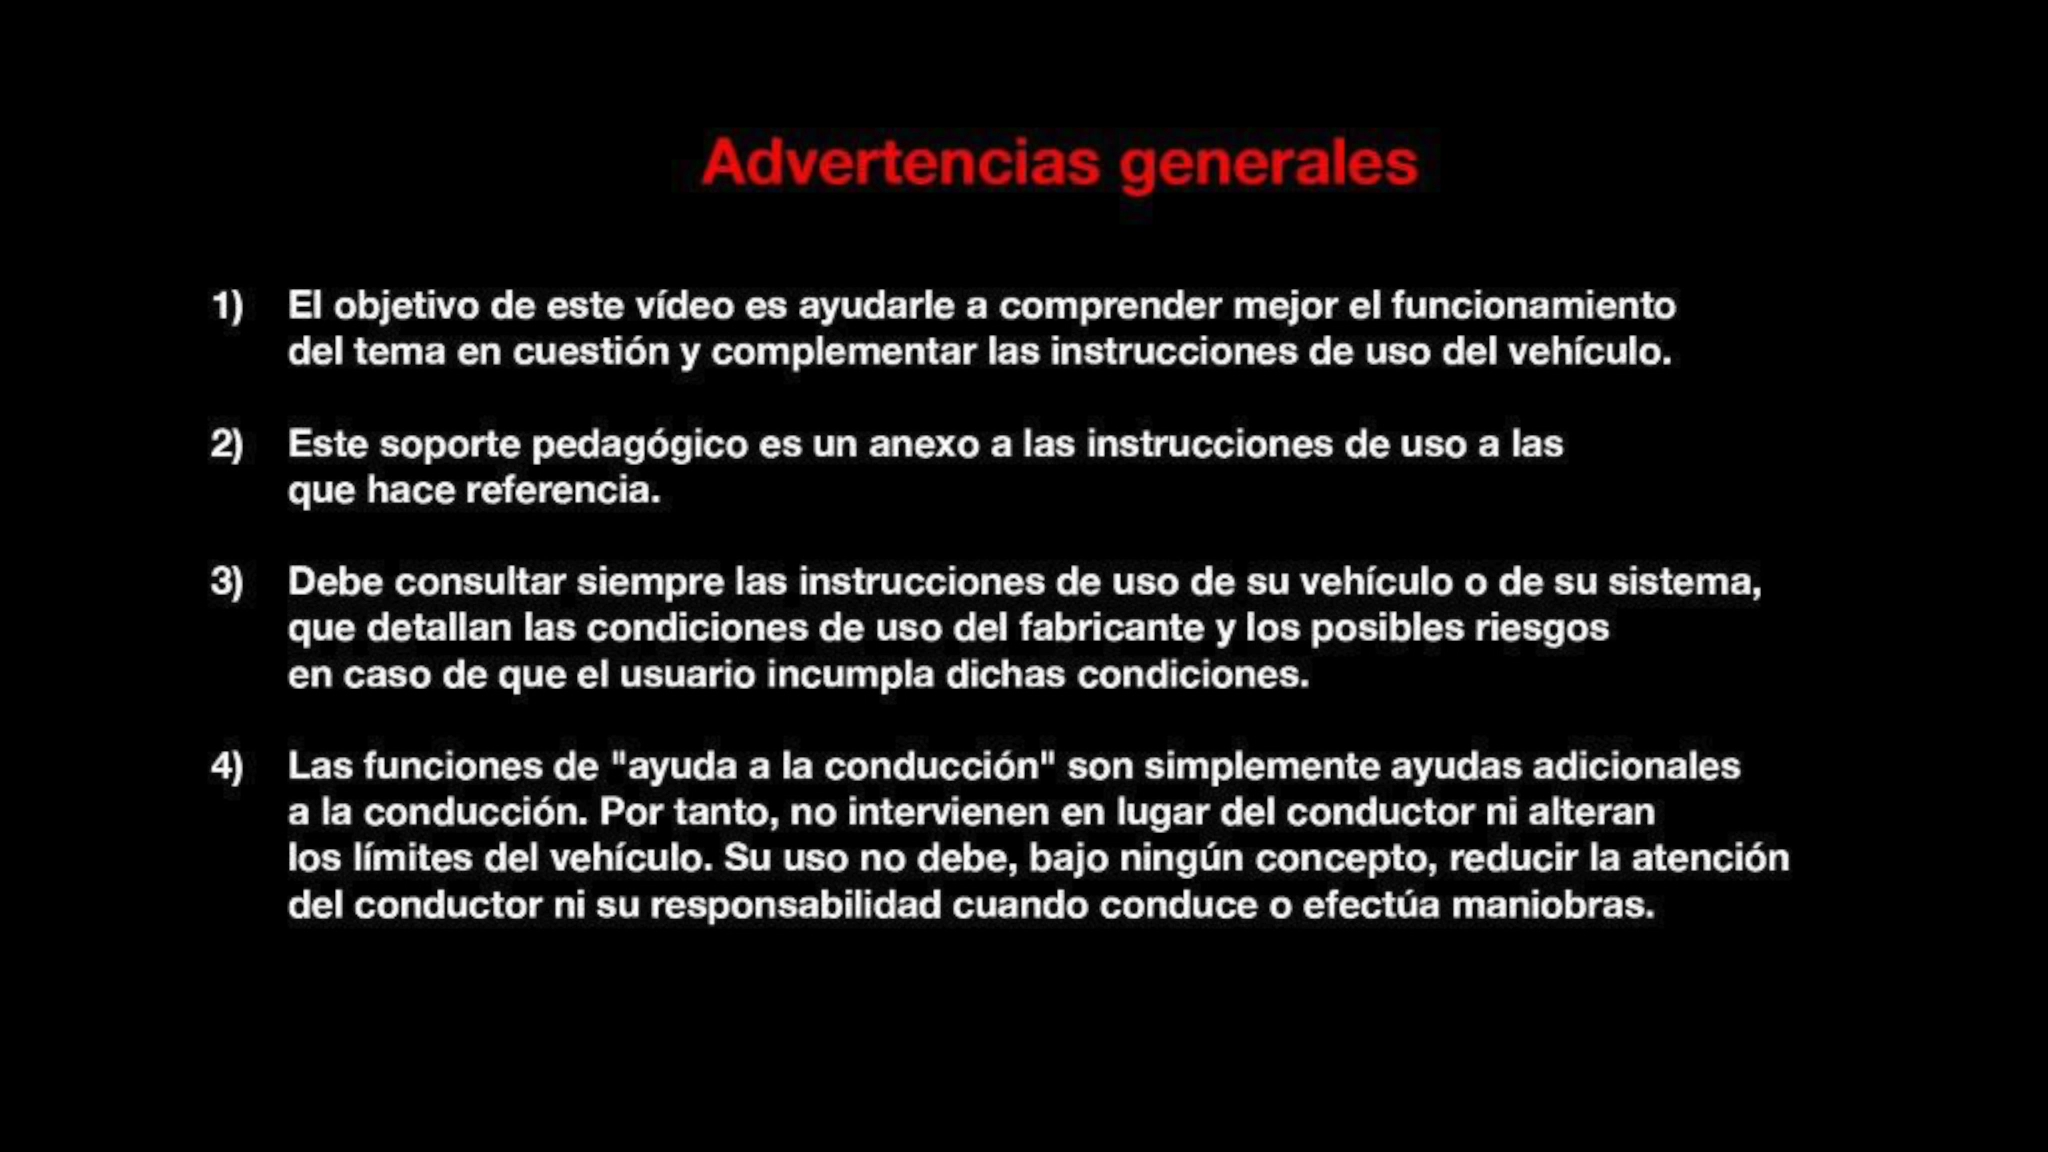 Advertencias generales
1) El objetivo de este vídeo es ayudarle a comprender mejor el funcionamiento
del tema en cuestión y complementar las instrucciones de uso del vehículo.
2) Este soporte pedagógico es un anexo a las instrucciones de uso a las
que hace referencia.
3) Debe consultar siempre las instrucciones de uso de su vehículo o de su sistema,
que detallan las condiciones de uso del fabricante y los posibles riesgos
en caso de que el usuario incumpla dichas condiciones.
4) Las funciones de "ayuda a la conducción" son simplemente ayudas adicionales
a la conducción. Por tanto, no intervienen en lugar del conductor ni alteran
los límites del vehículo. Su uso no debe, bajo ningún concepto, reducir la atención
del conductor ni su responsabilidad cuando conduce o efectúa maniobras.